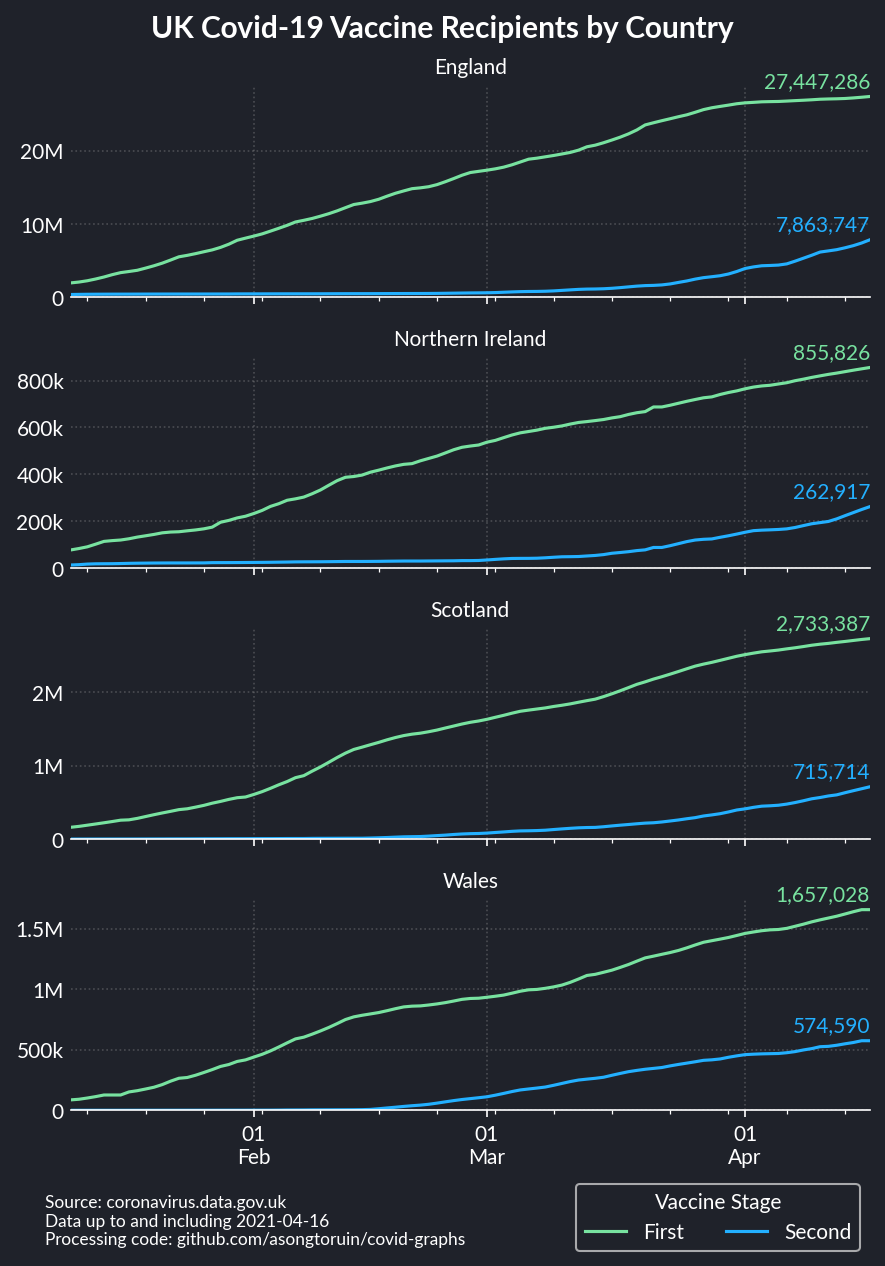 UK Covid-19 Vaccine Recipients by Country
England
27,447,286
20M
7,863,747
10M
0
Northern Ireland
855,826
800k
600k
400k
262,917
200k
0
Scotland
2,733,387
2M
1M
715,714
0
Wales
1,657,028
1.5M
1M
574,590
500k
0
01 01 01
Feb Mar Apr
Vaccine Stage
First Second
Source: coronavirus.data.gov.uk
Data up to and including 2021-04-16
Processing code: github.com/asongtoruin/covid-graphs